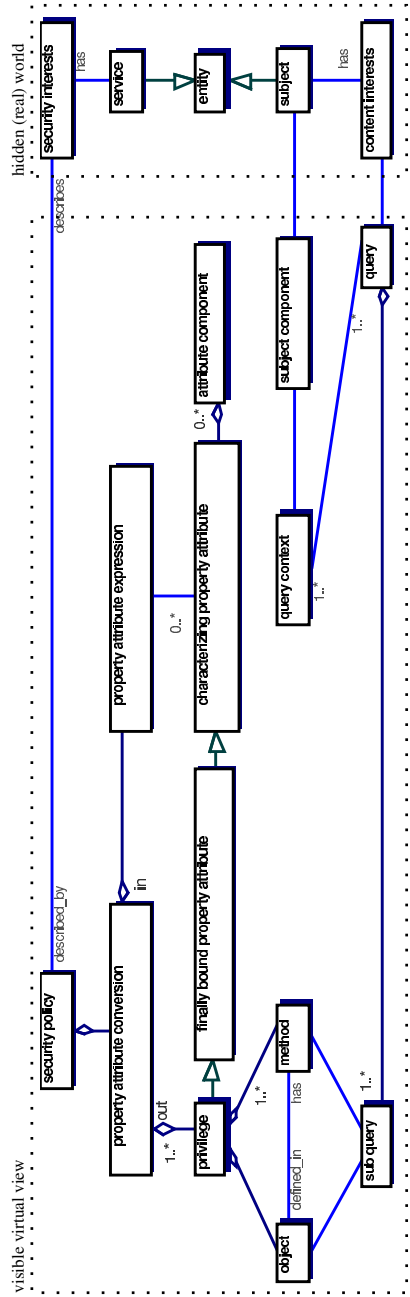 visible virtual view
hidden (real) world
security policy
described_by
describes
security interests
has
property attribute conversion
in
out
1..*
property attribute expression
service
privilege
finally bound property attribute
characterizing property attribute
0..*
0..*
attribute component
entity
object
defined_in
has
method
1..*
query context
1..*
subject component
subject
has
sub query
1..*
1..*
query
content interests